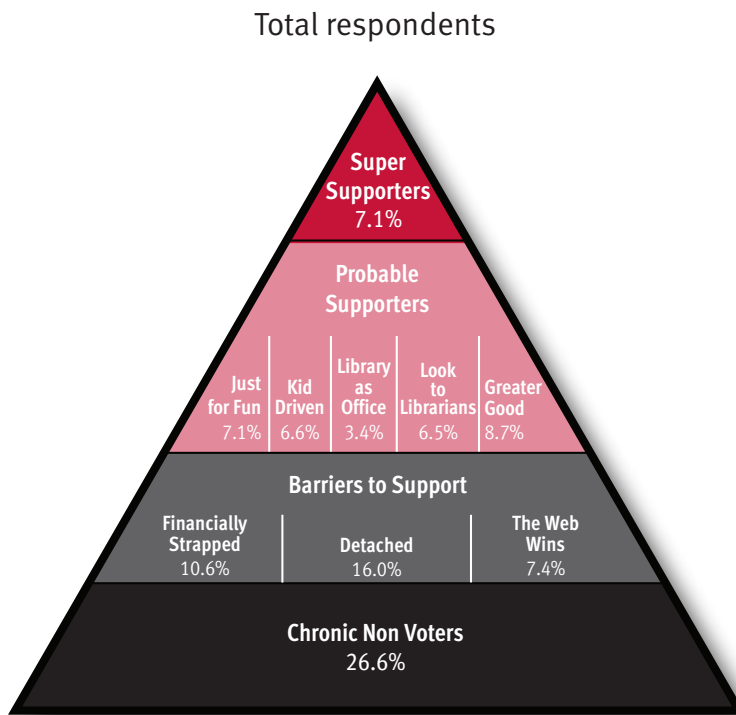 Total respondents
Super
Supporters
7.1%
Probable
Supporters
Just
for Fun
7.1%
Kid
Driven
6.6%
Library
as
Office
3.4%
Look
to
Librarians
6.5%
Greater
Good
8.7%
Barriers to Support
Financially
Strapped
10.6%
Detached
16.0%
The Web
Wins
7.4%
Chronic Non Voters
26.6%